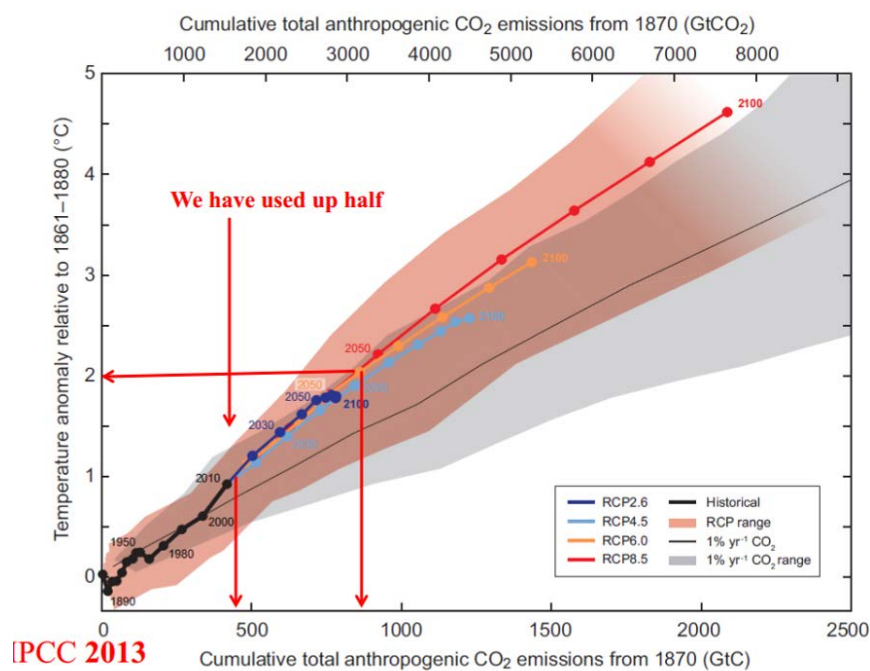 Cumulative total anthropogenic CO2 emissions from 1870 (GtCO2)
1000 2000 3000 4000 5000 6000 7000 8000
5
4
3
2
1
0
Temperature anomaly relative to 1861–1880 (°C)
We have used up half
2100
2100
2100
2050
2050
2050
2100
2030
2010
2000
1980
1950
1890
RCP2.6
RCP4.5
RCP6.0
RCP8.5
Historical
RCP range
1% yr-1 CO2
1% yr-1 CO2 range
0 500 1000 1500 2000 2500
IPCC 2013
Cumulative total anthropogenic CO2 emissions from 1870 (GtC)